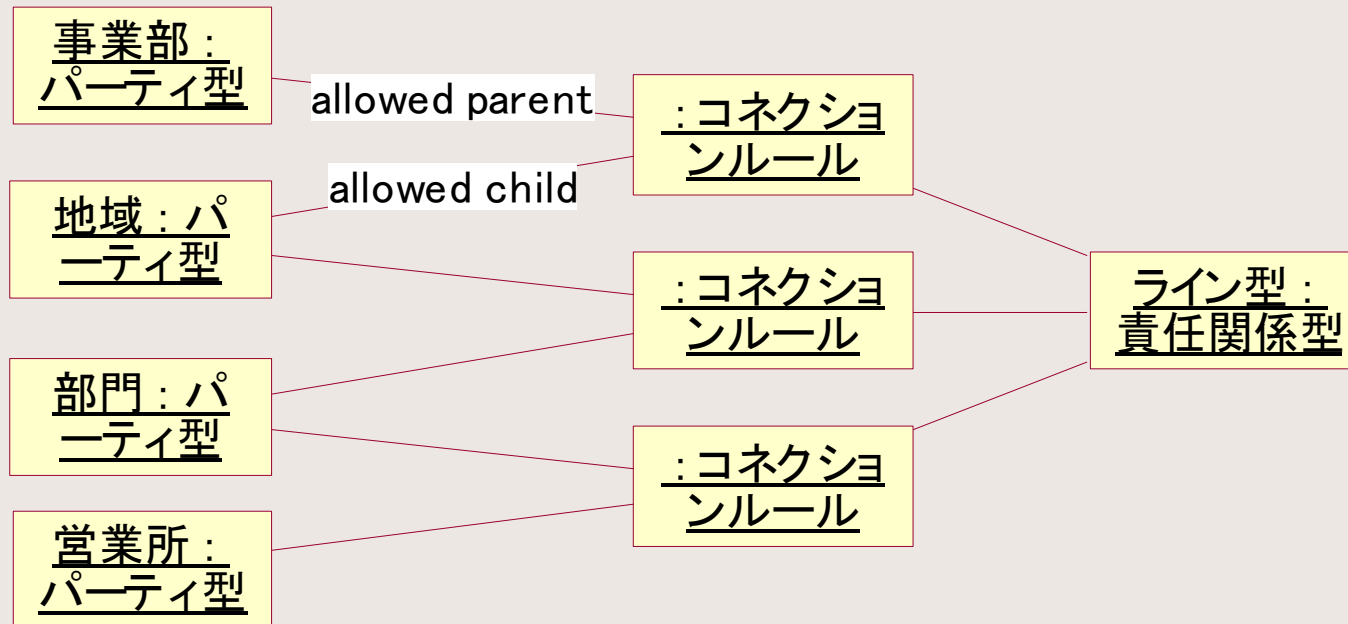 事業部：
パーティ型
allowed parent
：コネクショ
ンルール
allowed child
地域：パ
ーティ型
：コネクショ
ンルール
ライン型：
責任関係型
部門：パ
ーティ型
：コネクショ
ンルール
営業所：
パーティ型